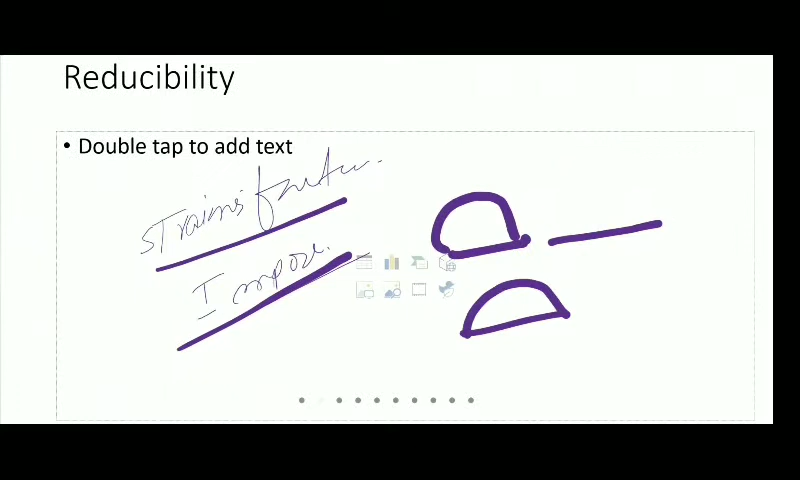 Reducibility
• Double tap to add text
I